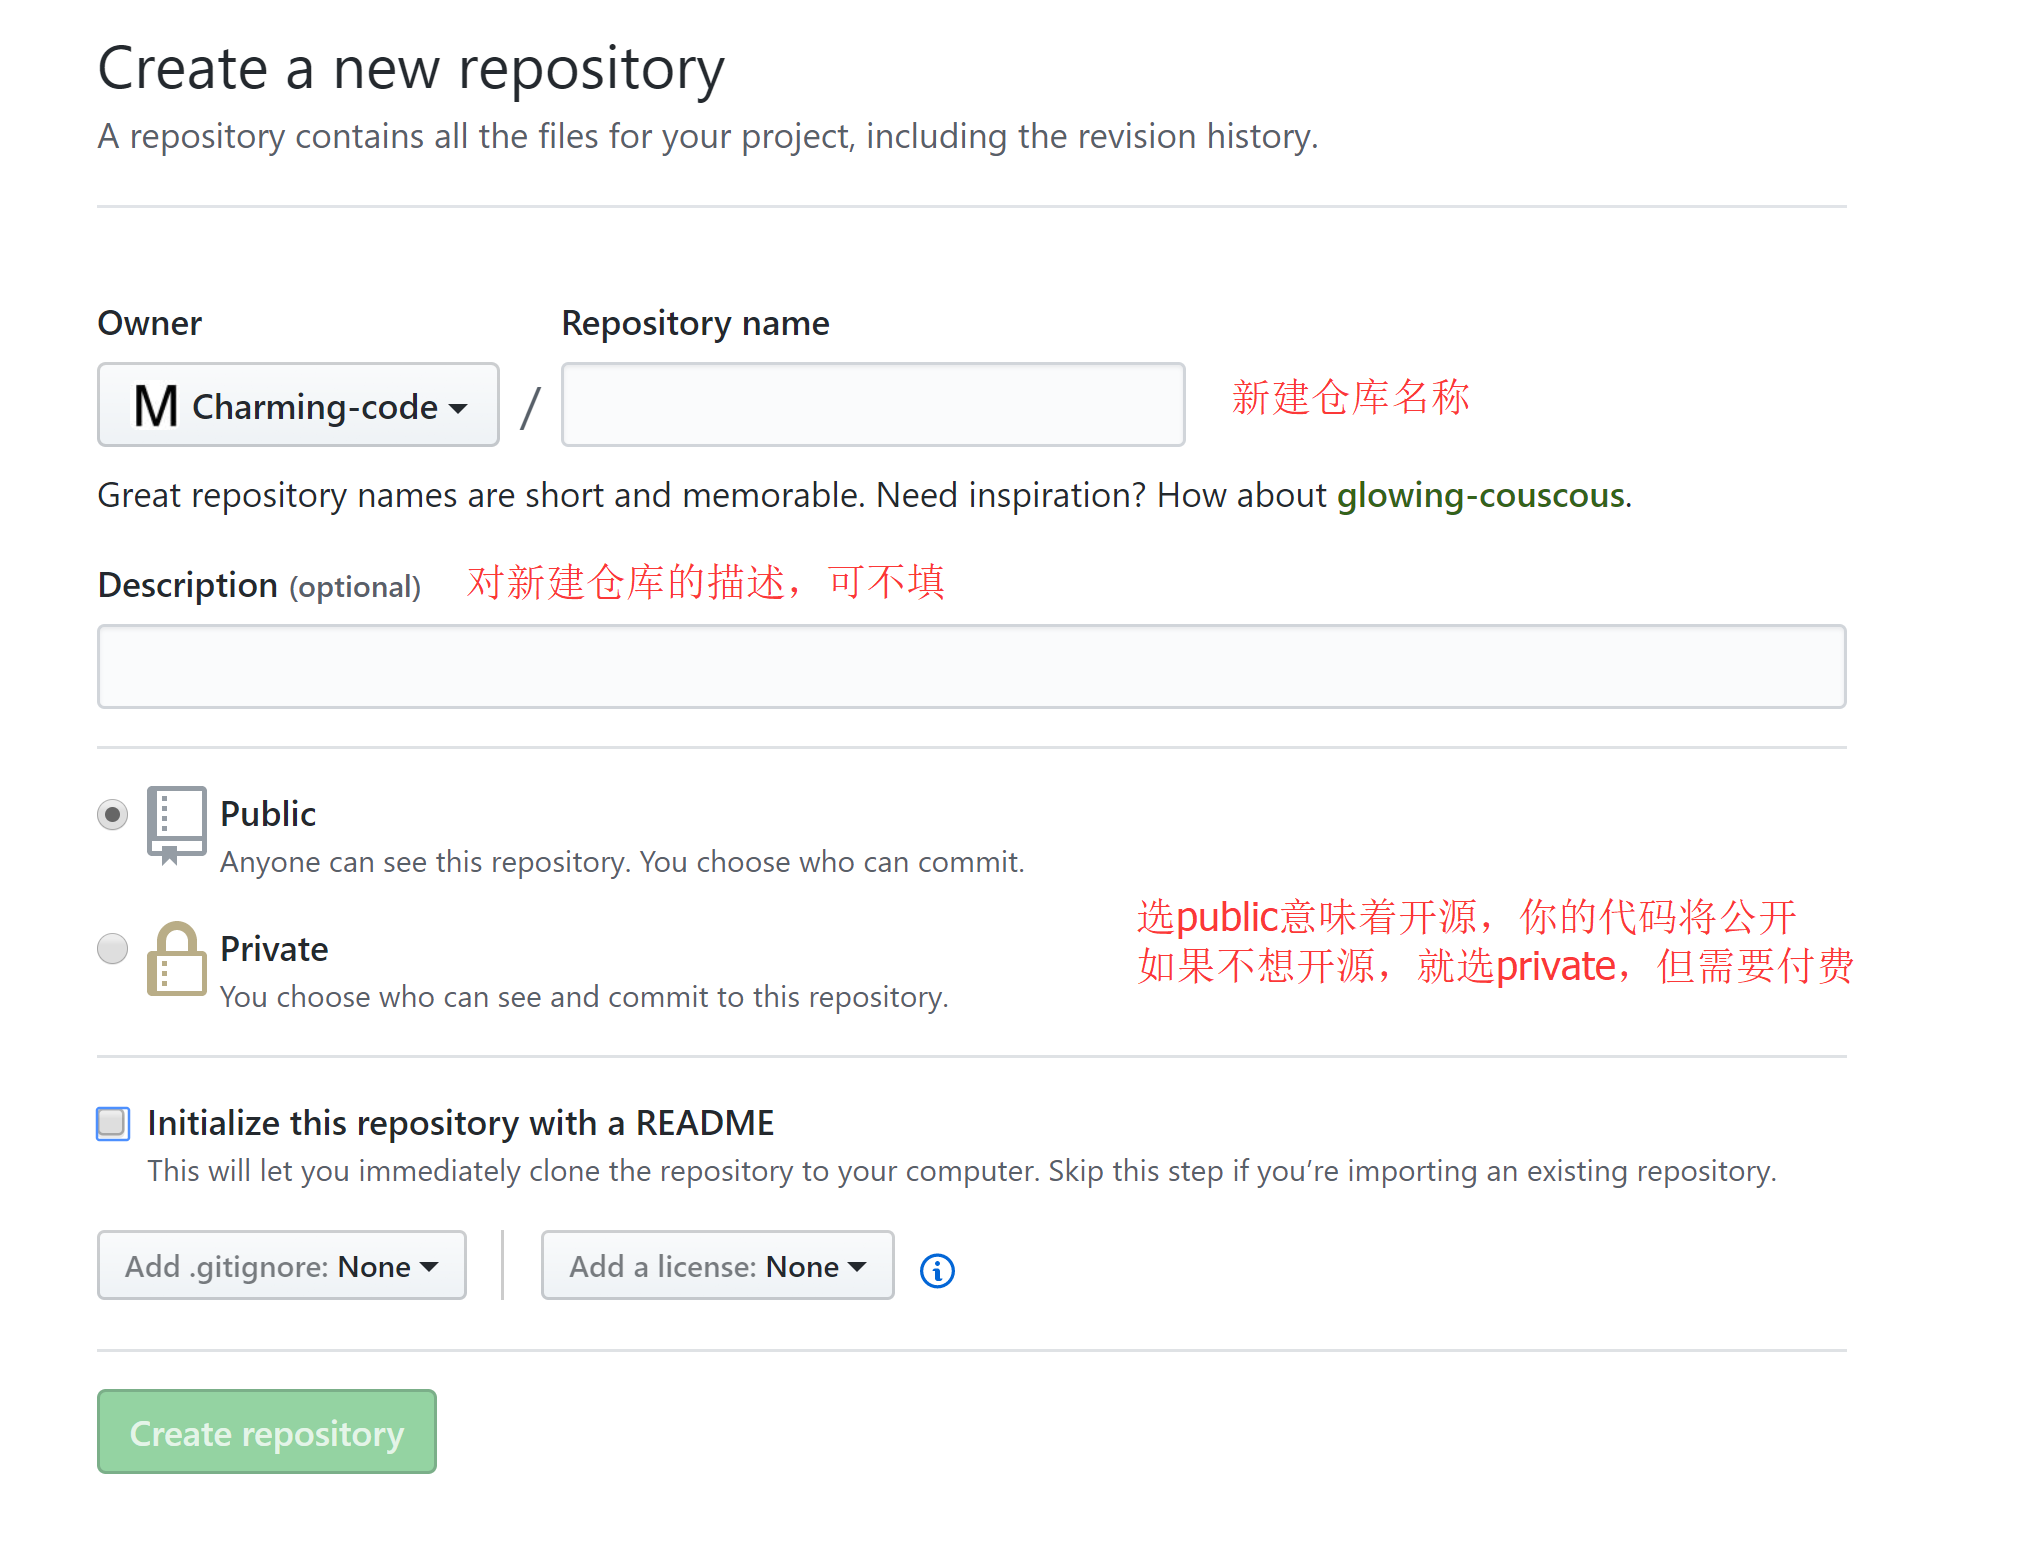 Create a new repository
A repository contains all the files for your project, including the revision history.
Owner
Repository name
M Charming-code
/
新建仓库名称
Great repository names are short and memorable. Need inspiration? How about glowing-couscous.
Description (optional)
对新建仓库的描述，可不填
Public
Anyone can see this repository. You choose who can commit.
选public意味着开源，你的代码将公开
如果不想开源，就选private，但需要付费
Private
You choose who can see and commit to this repository.
Initialize this repository with a README
This will let you immediately clone the repository to your computer. Skip this step if you’re importing an existing repository.
Add .gitignore: None
Add a license: None
Create repository